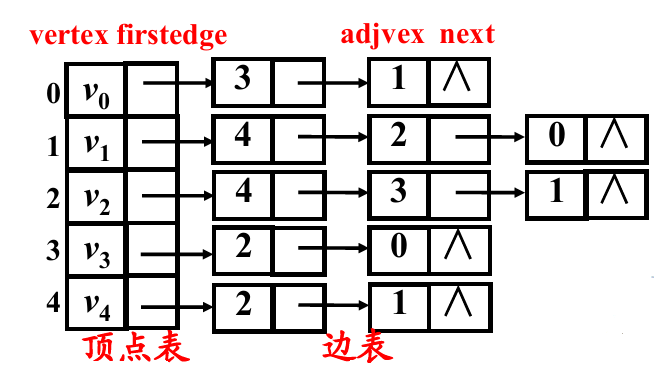 vertex firstedge adjvex next
0 v0 3 1 ∧
1 v1 4 2 0 ∧
2 v2 4 3 1 ∧
3 v3 2 0 ∧
4 v4 2 1 ∧
顶点表 边表